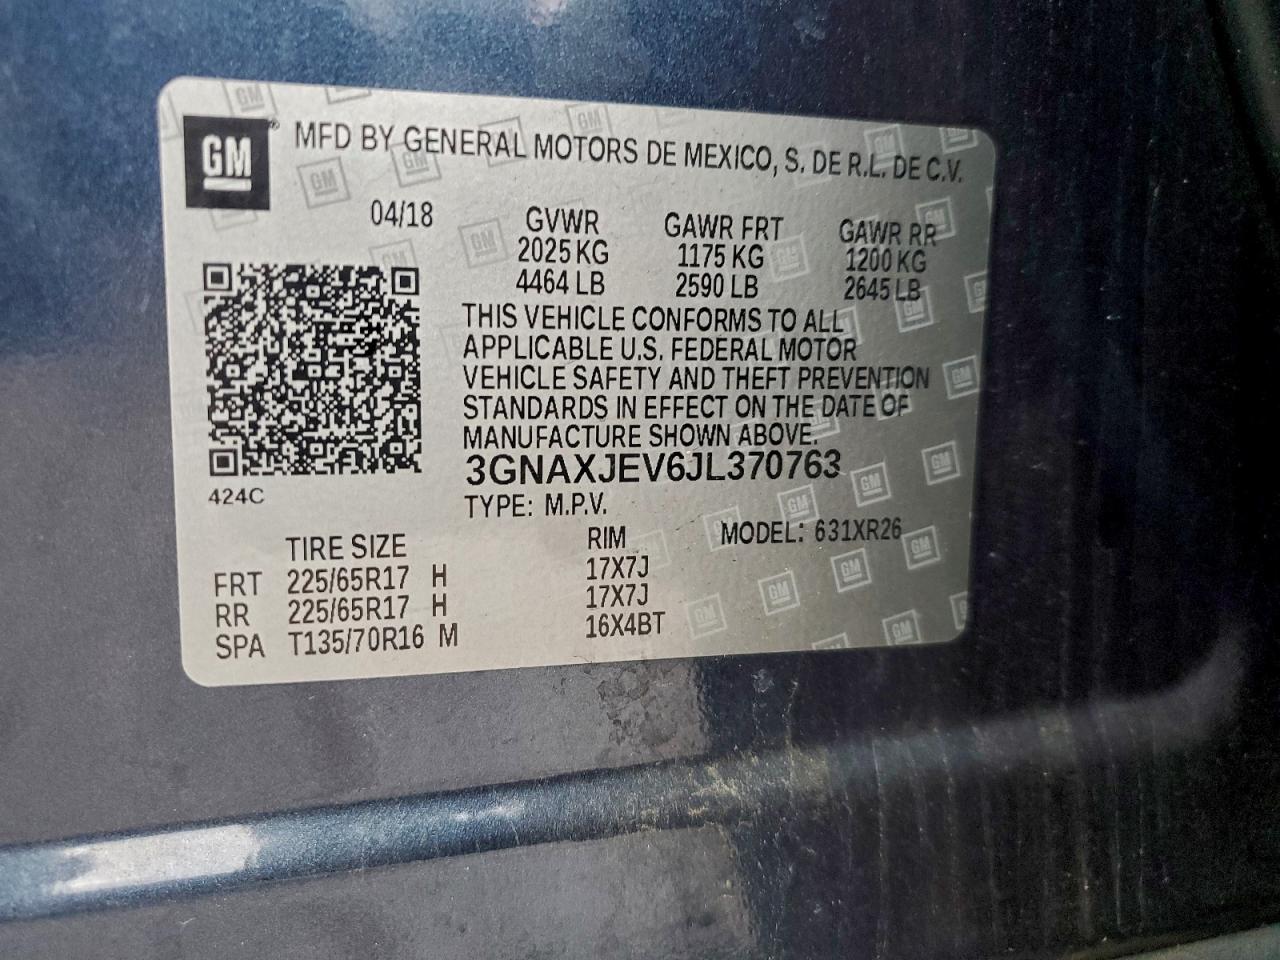 GM® MFD BY GENERAL MOTORS DE MEXICO, S. DE R.L. DE C.V.
04/18 GVWR GAWR FRT GAWR RR
2025 KG 1175 KG 1200 KG
4464 LB 2590 LB 2645 LB
THIS VEHICLE CONFORMS TO ALL
APPLICABLE U.S. FEDERAL MOTOR
VEHICLE SAFETY AND THEFT PREVENTION
STANDARDS IN EFFECT ON THE DATE OF
MANUFACTURE SHOWN ABOVE.
3GNAXJEV6JL370763
424C
TYPE: M.P.V.
MODEL: 631XR26
TIRE SIZE RIM
FRT 225/65R17 H 17X7J
RR 225/65R17 H 17X7J
SPA T135/70R16 M 16X4BT